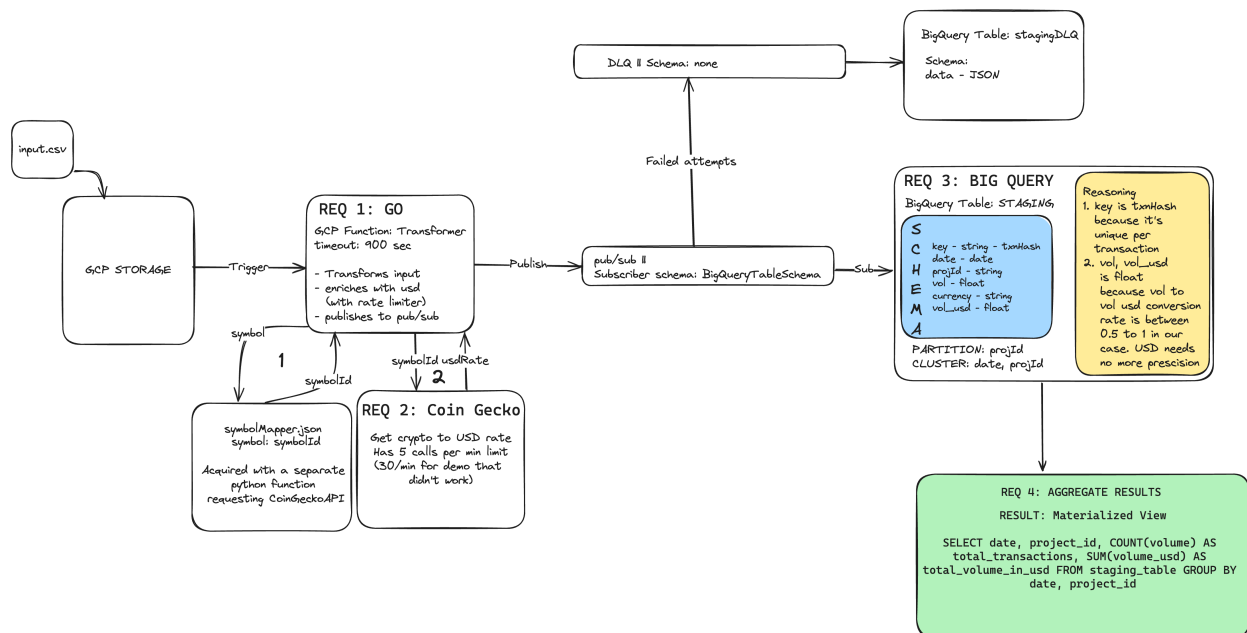 input.csv
GCP STORAGE
Trigger
REQ 1: GO
GCP Function: Transformer
timeout: 900 sec
- Transforms input
- enriches with usd
(with rate limiter)
- publishes to pub/sub
symbol
1
symbolId
symbolMapper.json
symbol: symbolId
Acquired with a separate
python function
requesting CoinGeckoAPI
symbolId usdRate
2
REQ 2: Coin Gecko
Get crypto to USD rate
Has 5 calls per min limit
(30/min for demo that
didn't work)
Publish
pub/sub ||
Subscriber schema: BigQueryTableSchema
Failed attempts
DLQ || Schema: none
BigQuery Table: stagingDLQ
Schema:
data - JSON
Sub
REQ 3: BIG QUERY
BigQuery Table: STAGING
S
C
H
E
M
A
key - string - txnHash
date - date
projId - string
vol - float
currency - string
vol_usd - float
PARTITION: projId
CLUSTER: date, projId
Reasoning
1. key is txnHash
because it's
unique per
transaction
2. vol, vol_usd
is float
because vol to
vol usd conversion
rate is between
0.5 to 1 in our
case. USD needs
no more prescision
REQ 4: AGGREGATE RESULTS
RESULT: Materialized View
SELECT date, project_id, COUNT(volume) AS
total_transactions, SUM(volume_usd) AS
total_volume_in_usd FROM staging_table GROUP BY
date, project_id